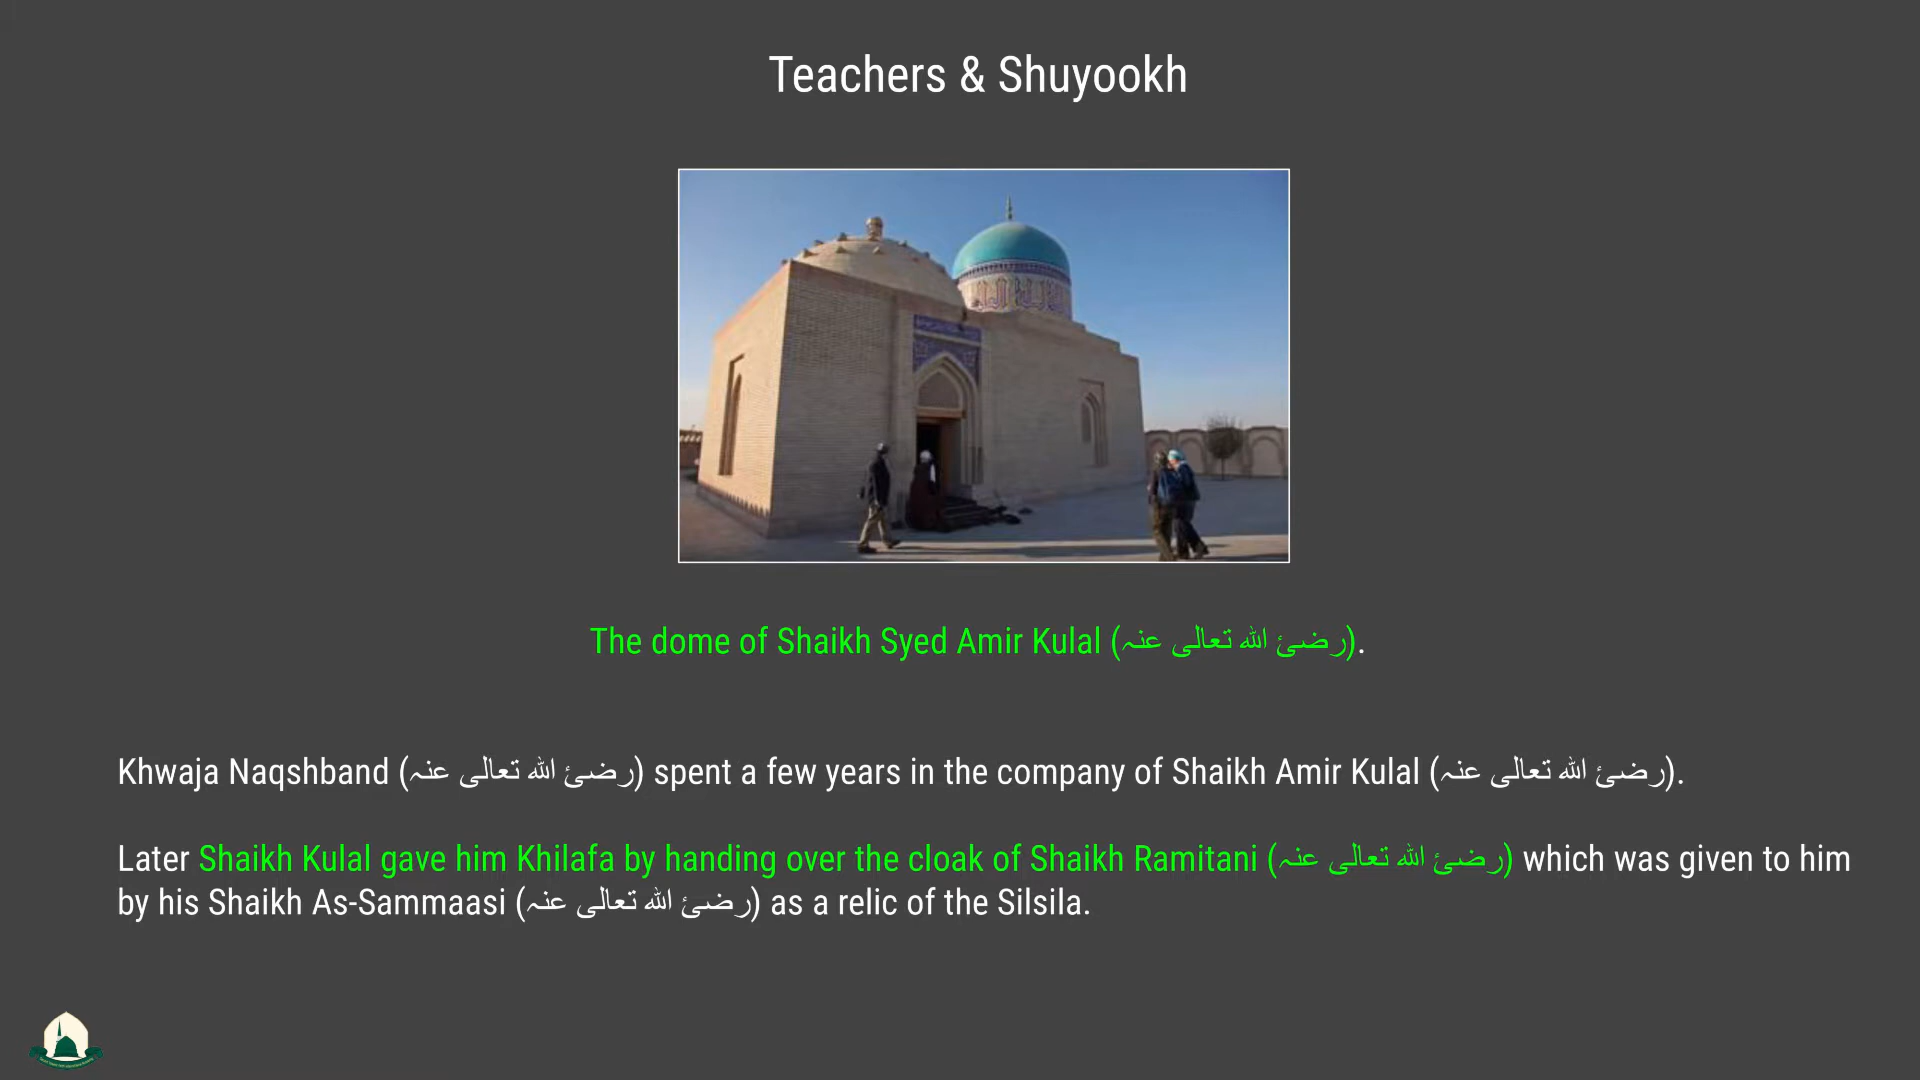 Teachers & Shuyookh
The dome of Shaikh Syed Amir Kulal (رضئ الله تعالی عنہ).
Khwaja Naqshband (رضئ الله تعالی عنہ) spent a few years in the company of Shaikh Amir Kulal (رضئ الله تعالی عنہ).
Later Shaikh Kulal gave him Khilafa by handing over the cloak of Shaikh Ramitani (رضئ الله تعالی عنہ) which was given to him
by his Shaikh As-Sammaasi (رضئ الله تعالی عنہ) as a relic of the Silsila.